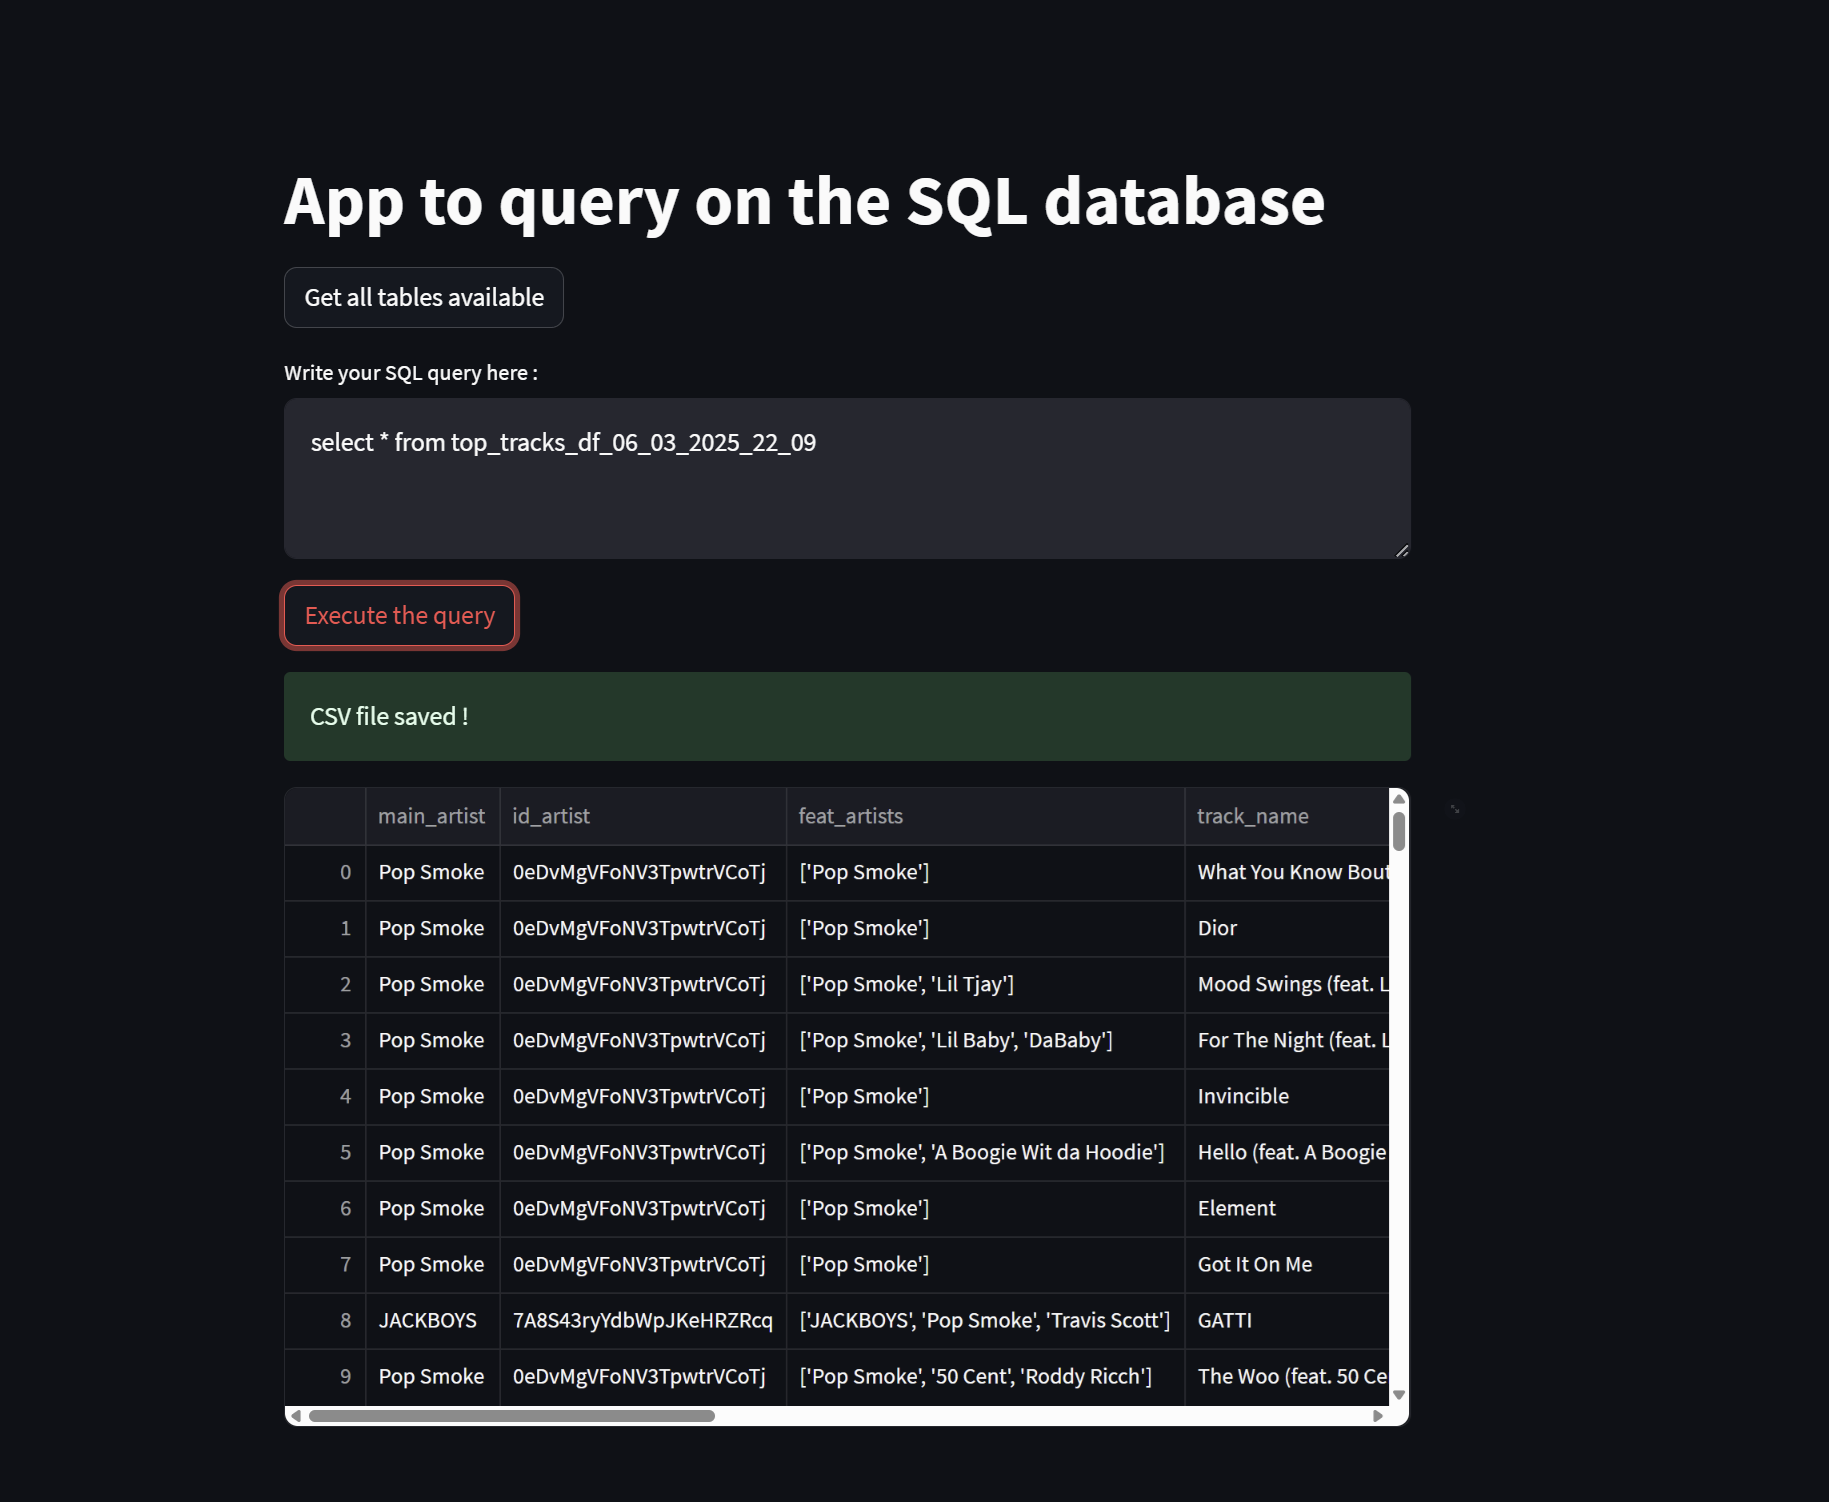 App to query on the SQL database
Get all tables available
Write your SQL query here :
select * from top_tracks_df_06_03_2025_22_09
Execute the query
CSV file saved !
main_artist id_artist feat_artists track_name
0 Pop Smoke 0eDvMgVFoNV3TpwtrVCoTj ['Pop Smoke'] What You Know Bout
1 Pop Smoke 0eDvMgVFoNV3TpwtrVCoTj ['Pop Smoke'] Dior
2 Pop Smoke 0eDvMgVFoNV3TpwtrVCoTj ['Pop Smoke', 'Lil Tjay'] Mood Swings (feat. L
3 Pop Smoke 0eDvMgVFoNV3TpwtrVCoTj ['Pop Smoke', 'Lil Baby', 'DaBaby'] For The Night (feat. L
4 Pop Smoke 0eDvMgVFoNV3TpwtrVCoTj ['Pop Smoke'] Invincible
5 Pop Smoke 0eDvMgVFoNV3TpwtrVCoTj ['Pop Smoke', 'A Boogie Wit da Hoodie'] Hello (feat. A Boogie
6 Pop Smoke 0eDvMgVFoNV3TpwtrVCoTj ['Pop Smoke'] Element
7 Pop Smoke 0eDvMgVFoNV3TpwtrVCoTj ['Pop Smoke'] Got It On Me
8 JACKBOYS 7A8S43ryYdbWpJKeHRZRcq ['JACKBOYS', 'Pop Smoke', 'Travis Scott'] GATTI
9 Pop Smoke 0eDvMgVFoNV3TpwtrVCoTj ['Pop Smoke', '50 Cent', 'Roddy Ricch'] The Woo (feat. 50 Ce